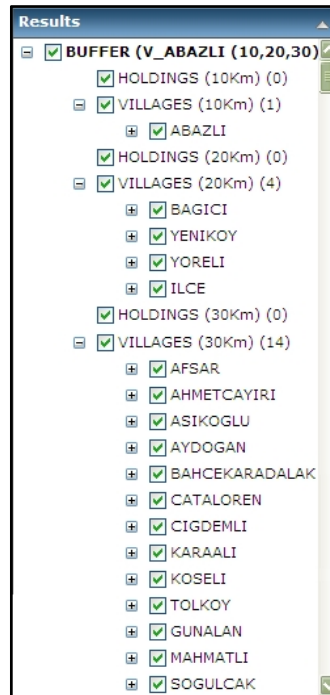 Results
BUFFER (V_ABAZLI (10,20,30)
HOLDINGS (10Km) (0)
VILLAGES (10Km) (1)
ABAZLI
HOLDINGS (20Km) (0)
VILLAGES (20Km) (4)
BAGICI
YENIKOY
YORELI
ILCE
HOLDINGS (30Km) (0)
VILLAGES (30Km) (14)
AFSAR
AHMETCAYIRI
ASIKOGLU
AYDOGAN
BAHCEKARADALAK
CATALOREN
CIGDEMLI
KARAALI
KOSELI
TOLKOY
GUNALAN
MAHMATLI
SOGULCAK